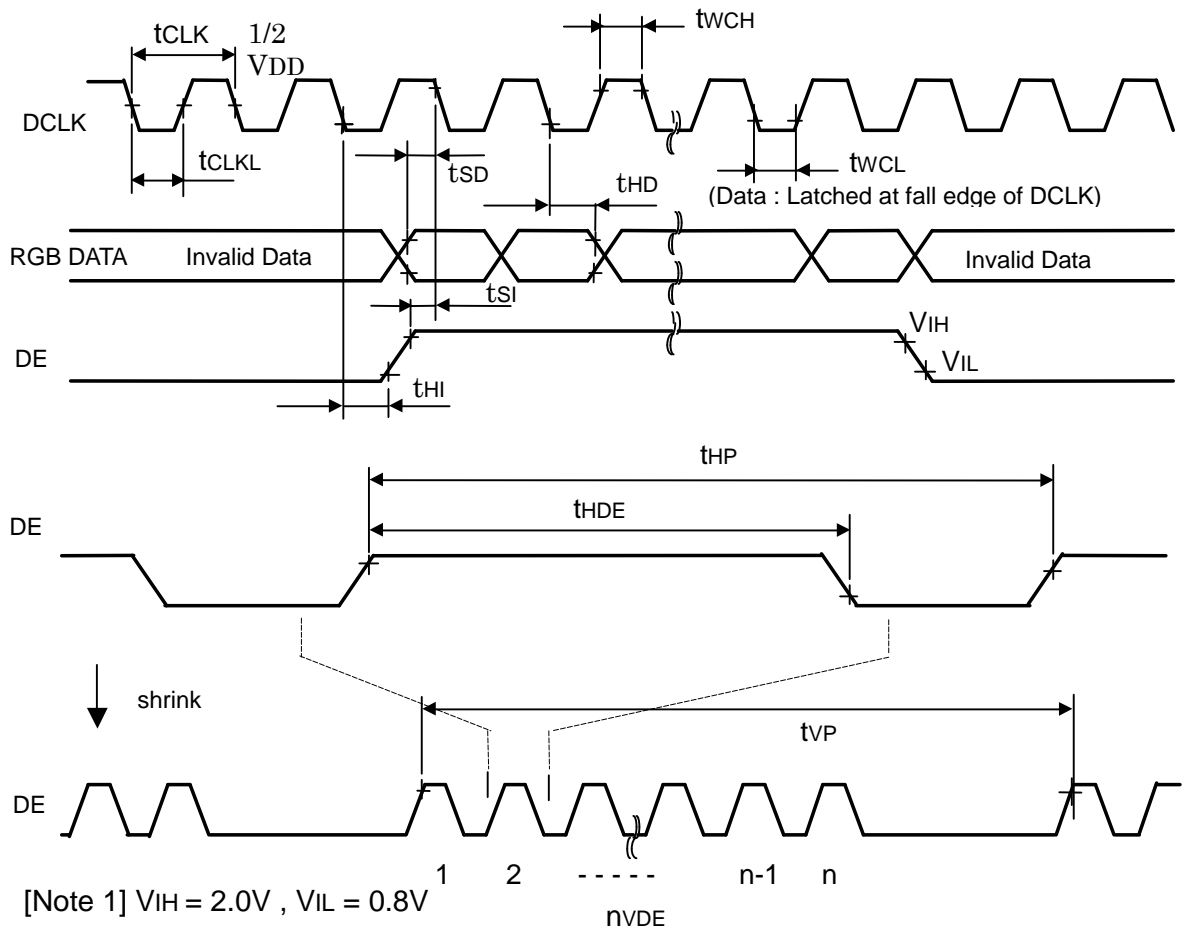 tCLK 1/2 tWCH
VDD
DCLK
tCLKL tSD tHD tWCL
(Data : Latched at fall edge of DCLK)
RGB DATA Invalid Data Invalid Data
tSI
DE VIH
VIL
tHI
tHP
tHDE
DE
shrink
tVP
DE
1 2 - - - - - n-1 n
[Note 1] VIH = 2.0V , VIL = 0.8V
nVDE